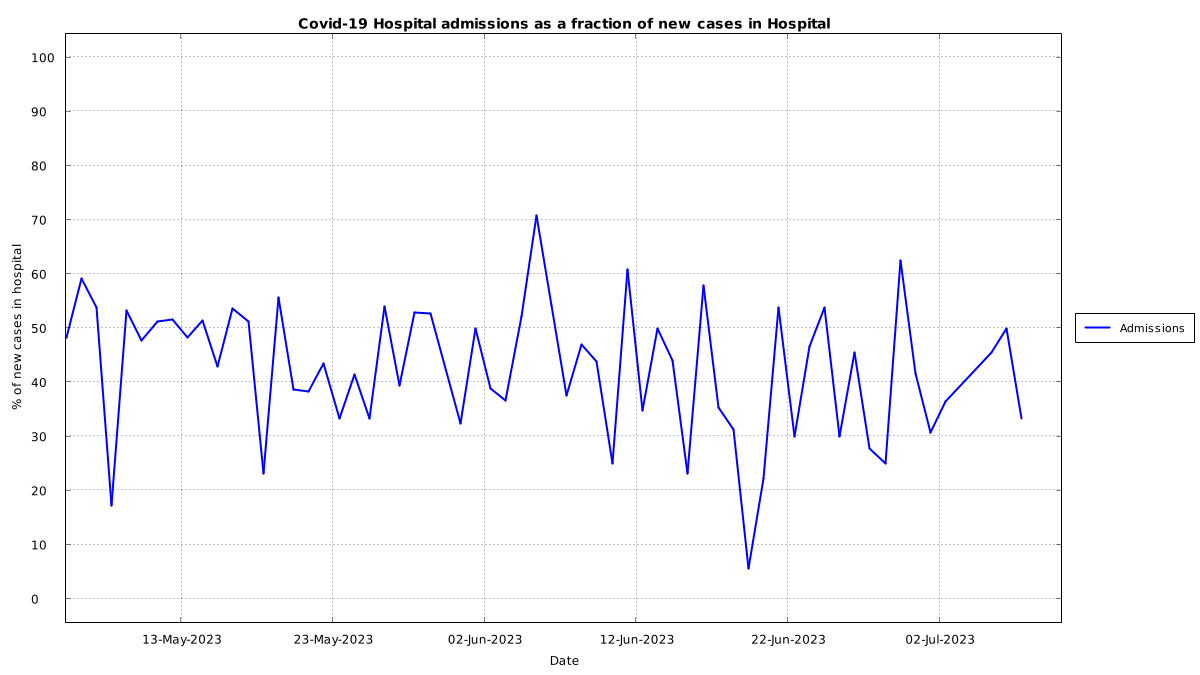 Covid-19 Hospital admissions as a fraction of new cases in Hospital
100
90
80
70
60
50
40
30
20
10
0
% of new cases in hospital
13-May-2023
23-May-2023
02-Jun-2023
12-Jun-2023
22-Jun-2023
02-Jul-2023
Date
Admissions